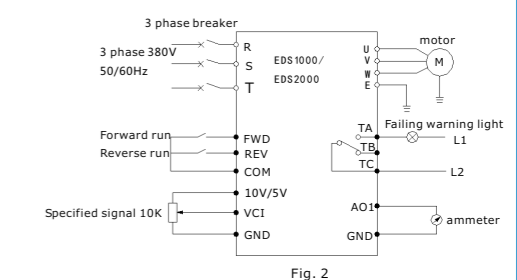 3 phase breaker
3 phase 380V
50/60Hz
R
S
T
EDS1000/
EDS2000
U
V
W
E
motor
M
Forward run
Reverse run
FWD
REV
COM
TA
TB
TC
Failing warning light
L1
L2
10V/5V
Specified signal 10K
VCI
GND
AO1
GND
ammeter
Fig. 2